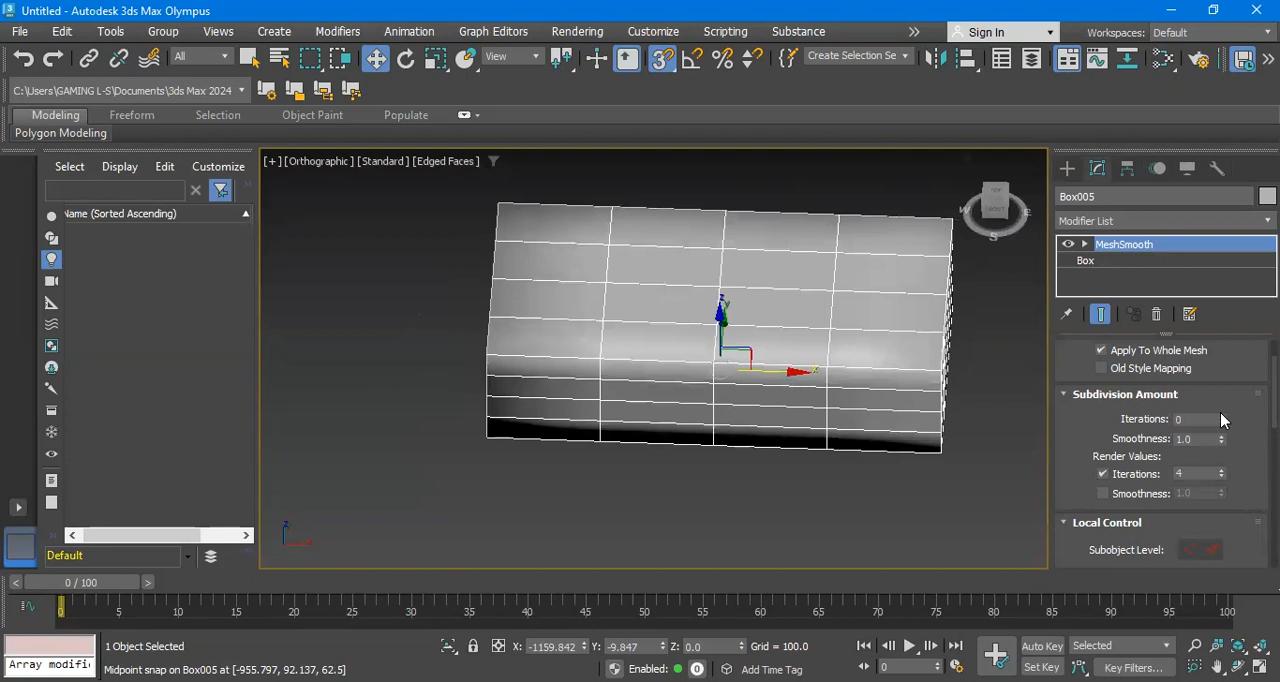 Untitled - Autodesk 3ds Max Olympus
File Edit Tools Group Views Create Modifiers Animation Graph Editors Rendering Customize Scripting Substance Sign In Workspaces: Default
All View Create Selection Se
C:\Users\GAMING L-S\Documents\3ds Max 2024
Modeling Freeform Selection Object Paint Populate
Polygon Modeling
Select Display Edit Customize
Name (Sorted Ascending)
[+] [Orthographic] [Standard] [Edged Faces]
TOP
FRONT
W E S
z y x
Box005
Modifier List
MeshSmooth
Box
Apply To Whole Mesh
Old Style Mapping
Subdivision Amount
Iterations: 0
Smoothness: 1.0
Render Values:
Iterations: 4
Smoothness: 1.0
Local Control
Subobject Level:
Default
0 / 100
0 5 10 15 20 25 30 35 40 45 50 55 60 65 70 75 80 85 90 95 100
1 Object Selected X: -1159.842 Y: -9.847 Z: 0.0 Grid = 100.0 Auto Key Selected
Array modifi Midpoint snap on Box005 at [-955.797, 92.137, 62.5] Enabled: 0 Add Time Tag 0 Set Key Key Filters...